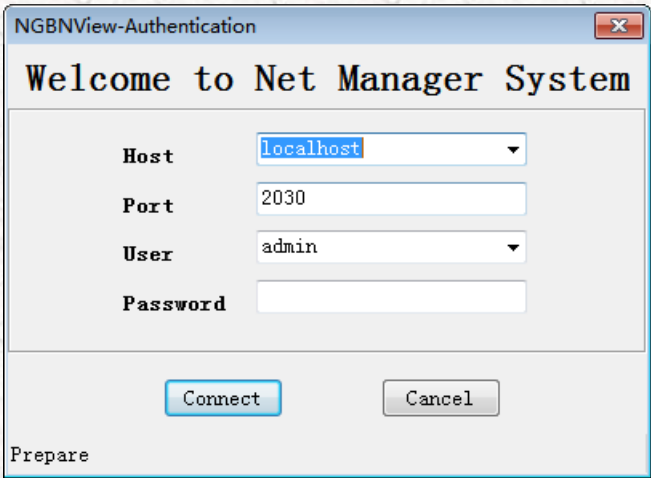 NGBNView-Authentication
Welcome to Net Manager System
Host localhost
Port 2030
User admin
Password
Connect Cancel
Prepare